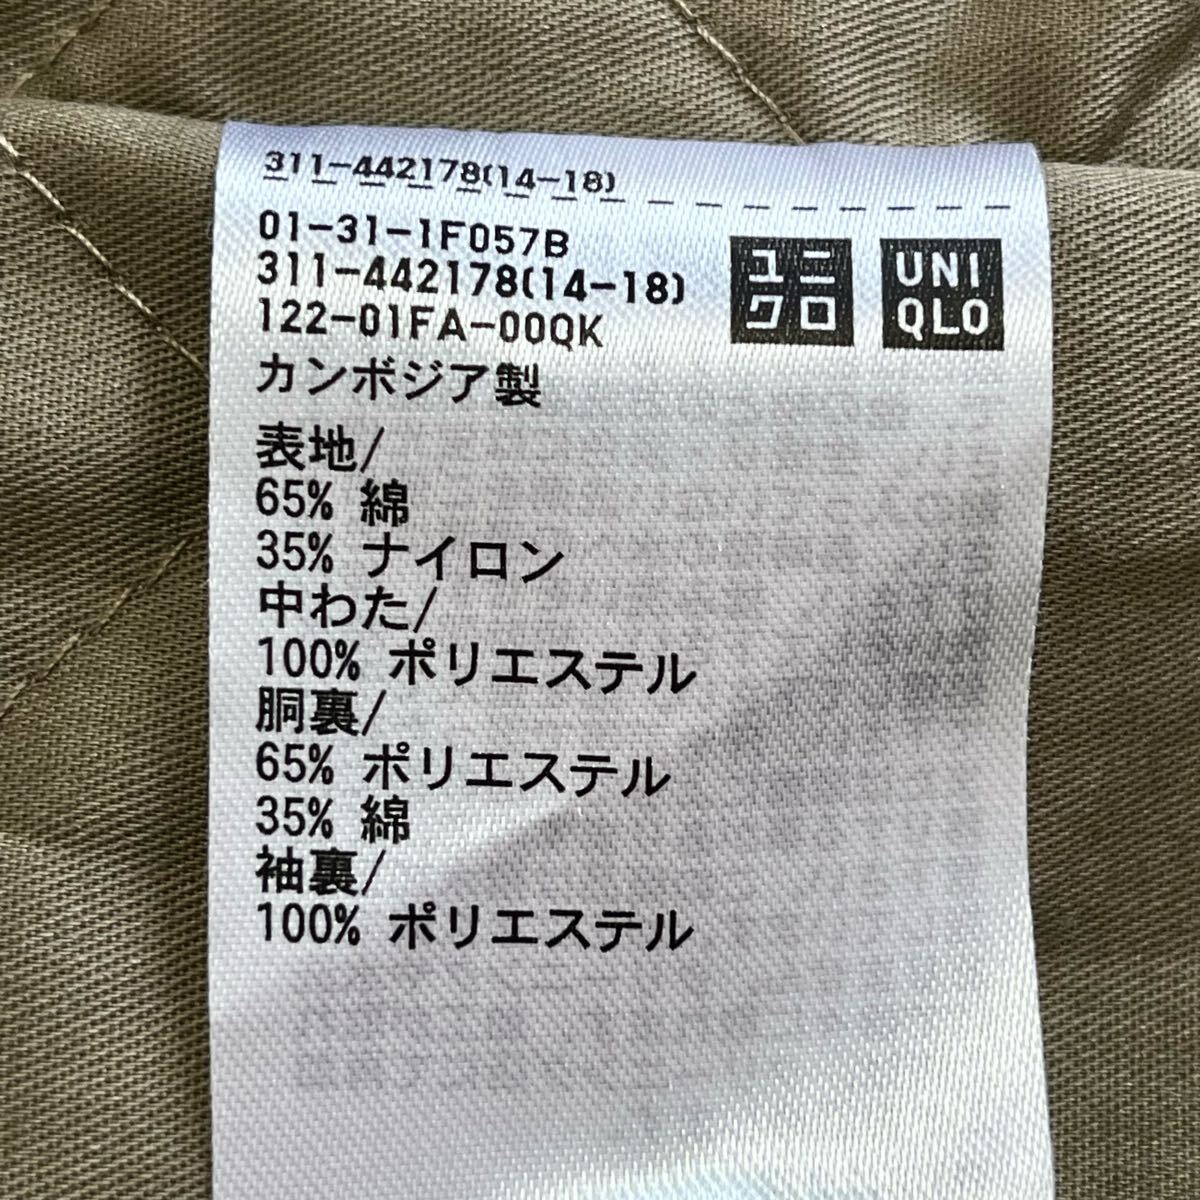 311-442178(14-18)
01-31-1F057B
311-442178(14-18)
122-01FA-00QK
ユニ
クロ
UNI
QLO
カンボジア製
表地/
65% 綿
35% ナイロン
中わた/
100% ポリエステル
胴裏/
65% ポリエステル
35% 綿
袖裏/
100% ポリエステル